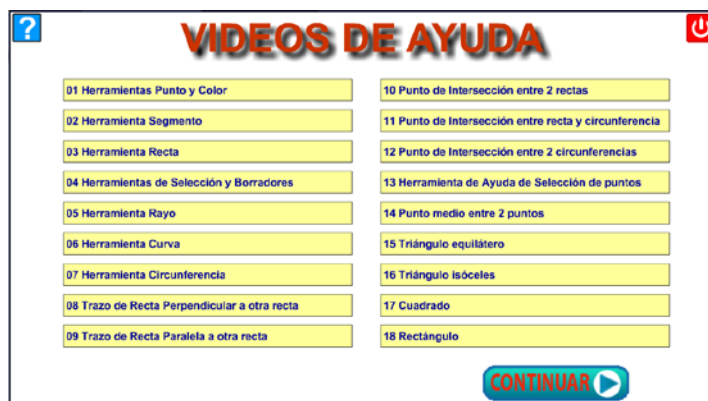 ?
VIDEOS DE AYUDA
01 Herramientas Punto y Color
02 Herramienta Segmento
03 Herramienta Recta
04 Herramientas de Selección y Borradores
05 Herramienta Rayo
06 Herramienta Curva
07 Herramienta Circunferencia
08 Trazo de Recta Perpendicular a otra recta
09 Trazo de Recta Paralela a otra recta
10 Punto de Intersección entre 2 rectas
11 Punto de Intersección entre recta y circunferencia
12 Punto de Intersección entre 2 circunferencias
13 Herramienta de Ayuda de Selección de puntos
14 Punto medio entre 2 puntos
15 Triángulo equilátero
16 Triángulo isóceles
17 Cuadrado
18 Rectángulo
CONTINUAR